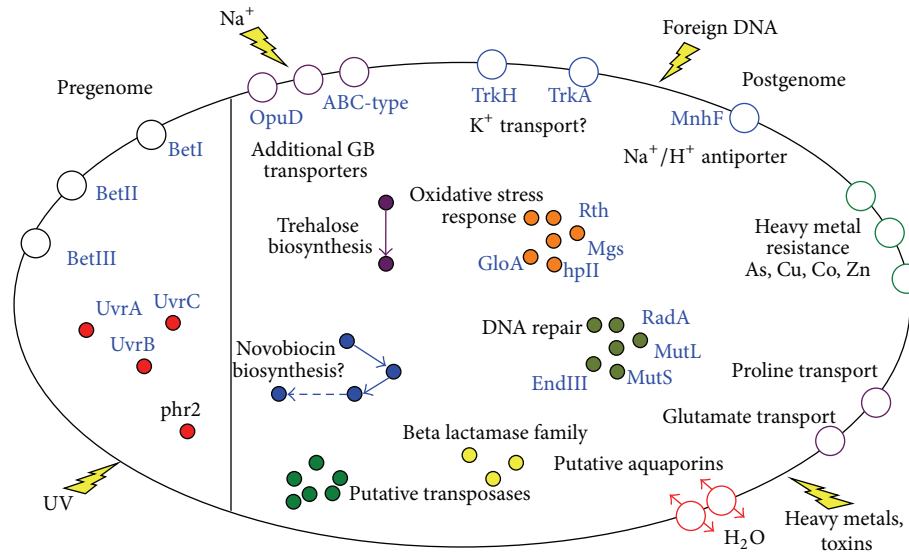 Na⁺
Foreign DNA
Pregenome
Postgenome
OpuD
ABC-type
TrkH
TrkA
MnhF
K⁺ transport?
Na⁺/H⁺ antiporter
BetI
BetII
BetIII
Additional GB
transporters
Trehalose
biosynthesis
Oxidative stress
response
Rth
Mgs
GloA
hpII
Heavy metal
resistance
As, Cu, Co, Zn
UvrA
UvrC
UvrB
phr2
Novobiocin
biosynthesis?
DNA repair
RadA
MutL
EndIII
MutS
Proline transport
Glutamate transport
Beta lactamase family
Putative aquaporins
Putative transposases
UV
H₂O
Heavy metals,
toxins